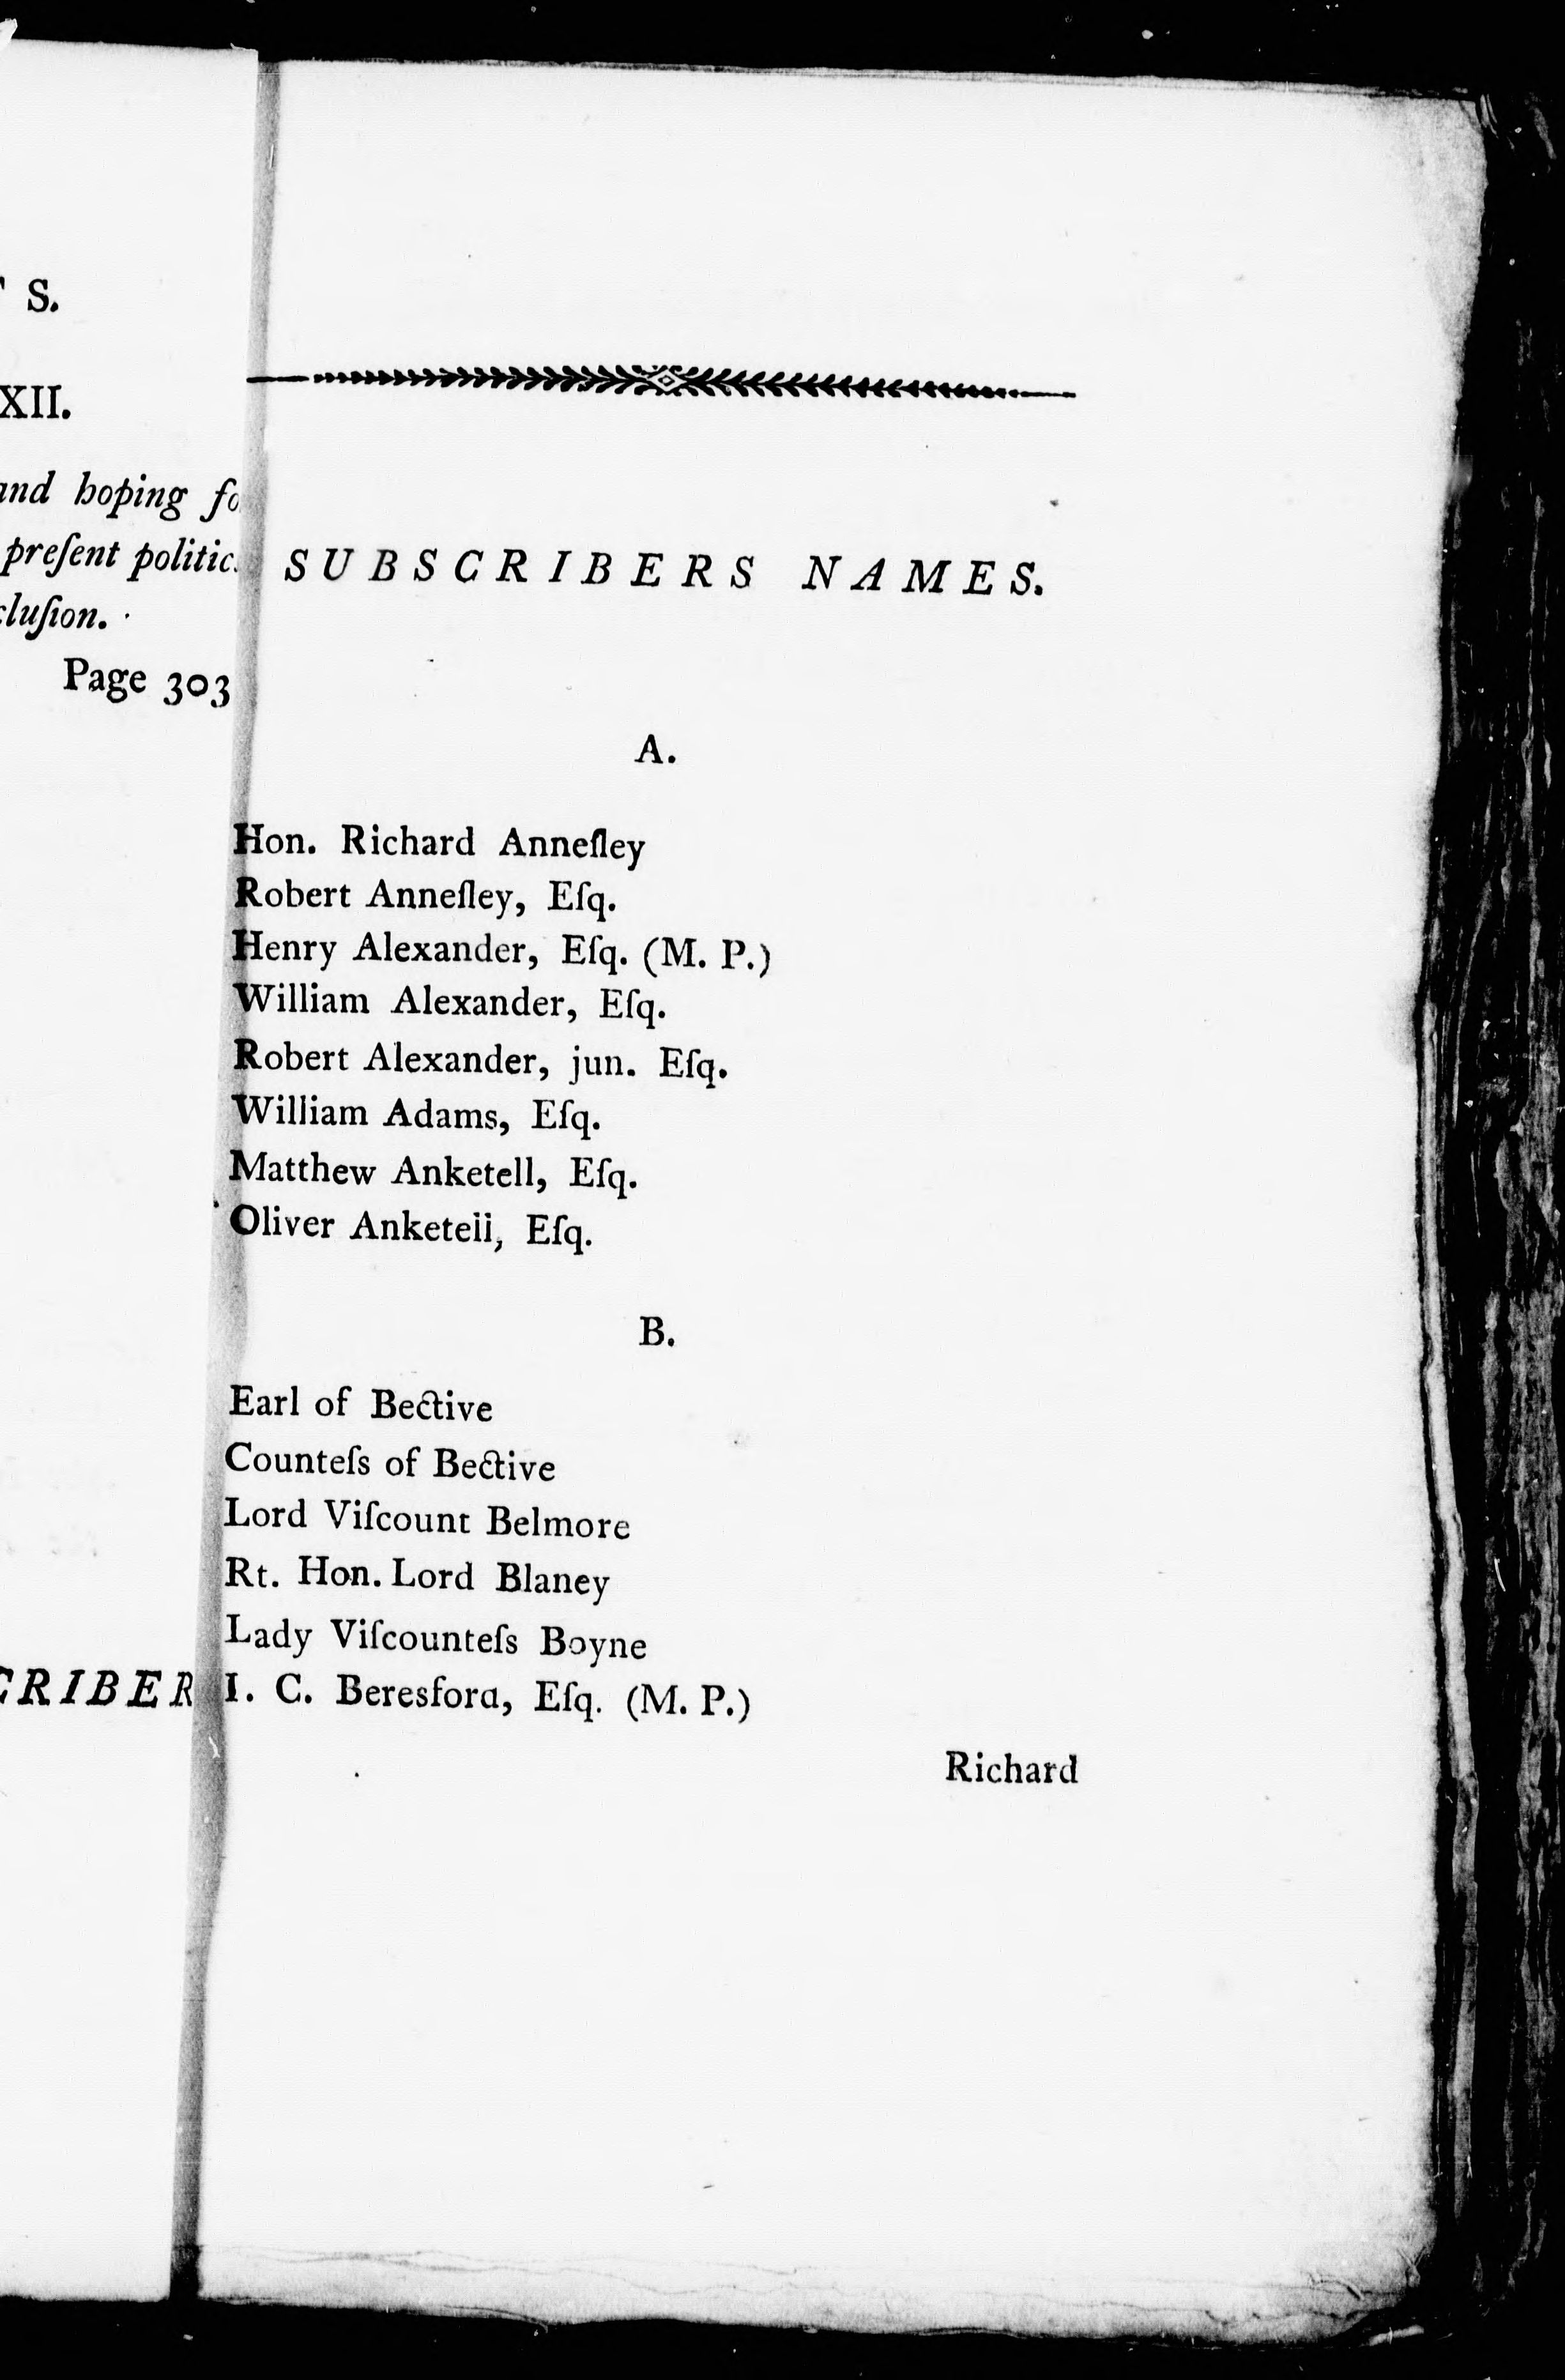 S.
XII.
and hoping fo
preſent politic
cluſion.
Page 303
CRIBER
SUBSCRIBERS NAMES.
A.
Hon. Richard Anneſley
Robert Anneſley, Eſq.
Henry Alexander, Eſq. (M. P.)
William Alexander, Eſq.
Robert Alexander, jun. Eſq.
William Adams, Eſq.
Matthew Anketell, Eſq.
Oliver Anketell, Eſq.
B.
Earl of Bective
Counteſs of Bective
Lord Viſcount Belmore
Rt. Hon. Lord Blaney
Lady Viſcounteſs Boyne
I. C. Beresford, Eſq. (M. P.)
Richard